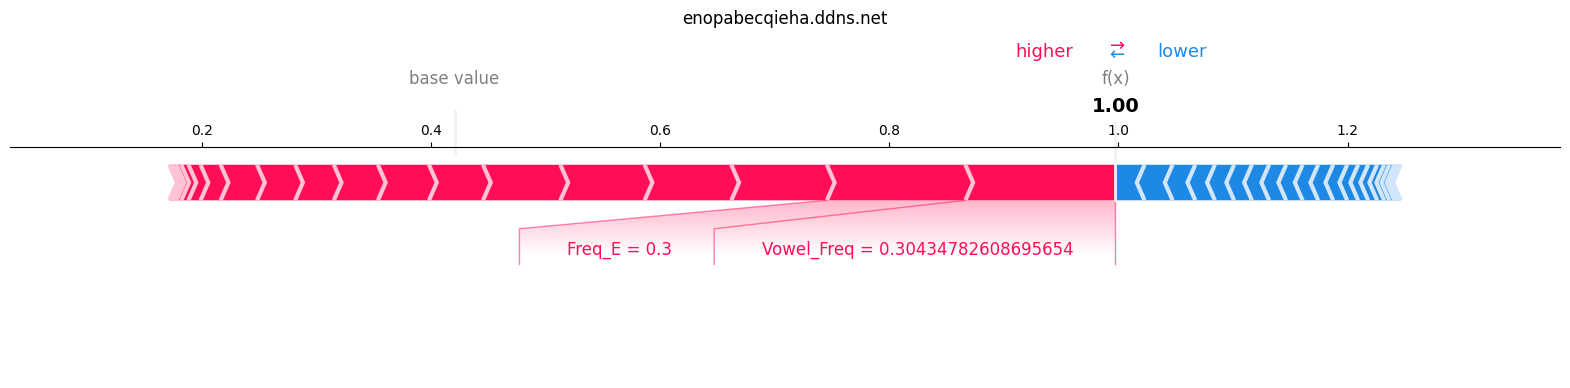 enopabecqieha.ddns.net
higher ⇄ lower
base value f(x)
1.00
0.2 0.4 0.6 0.8 1.0 1.2
Freq_E = 0.3 Vowel_Freq = 0.30434782608695654